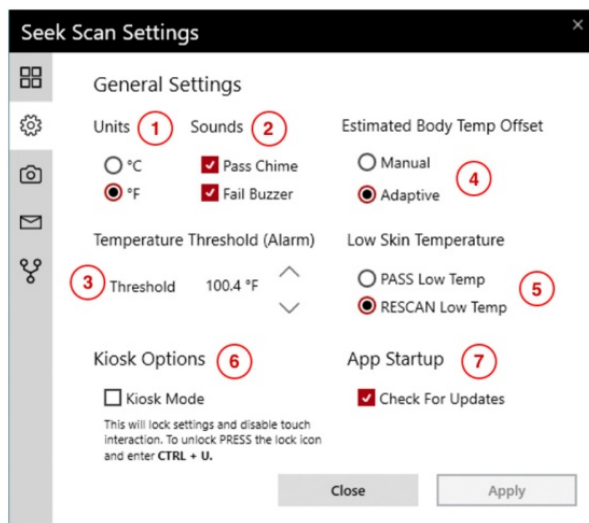 Seek Scan Settings
General Settings
Units 1 Sounds 2 Estimated Body Temp Offset
°C Pass Chime Manual
4
°F Fail Buzzer Adaptive
Temperature Threshold (Alarm) Low Skin Temperature
3 Threshold 100.4 °F PASS Low Temp
5
RESCAN Low Temp
Kiosk Options 6 App Startup 7
Kiosk Mode Check For Updates
This will lock settings and disable touch
interaction. To unlock PRESS the lock icon
and enter CTRL + U.
Close Apply